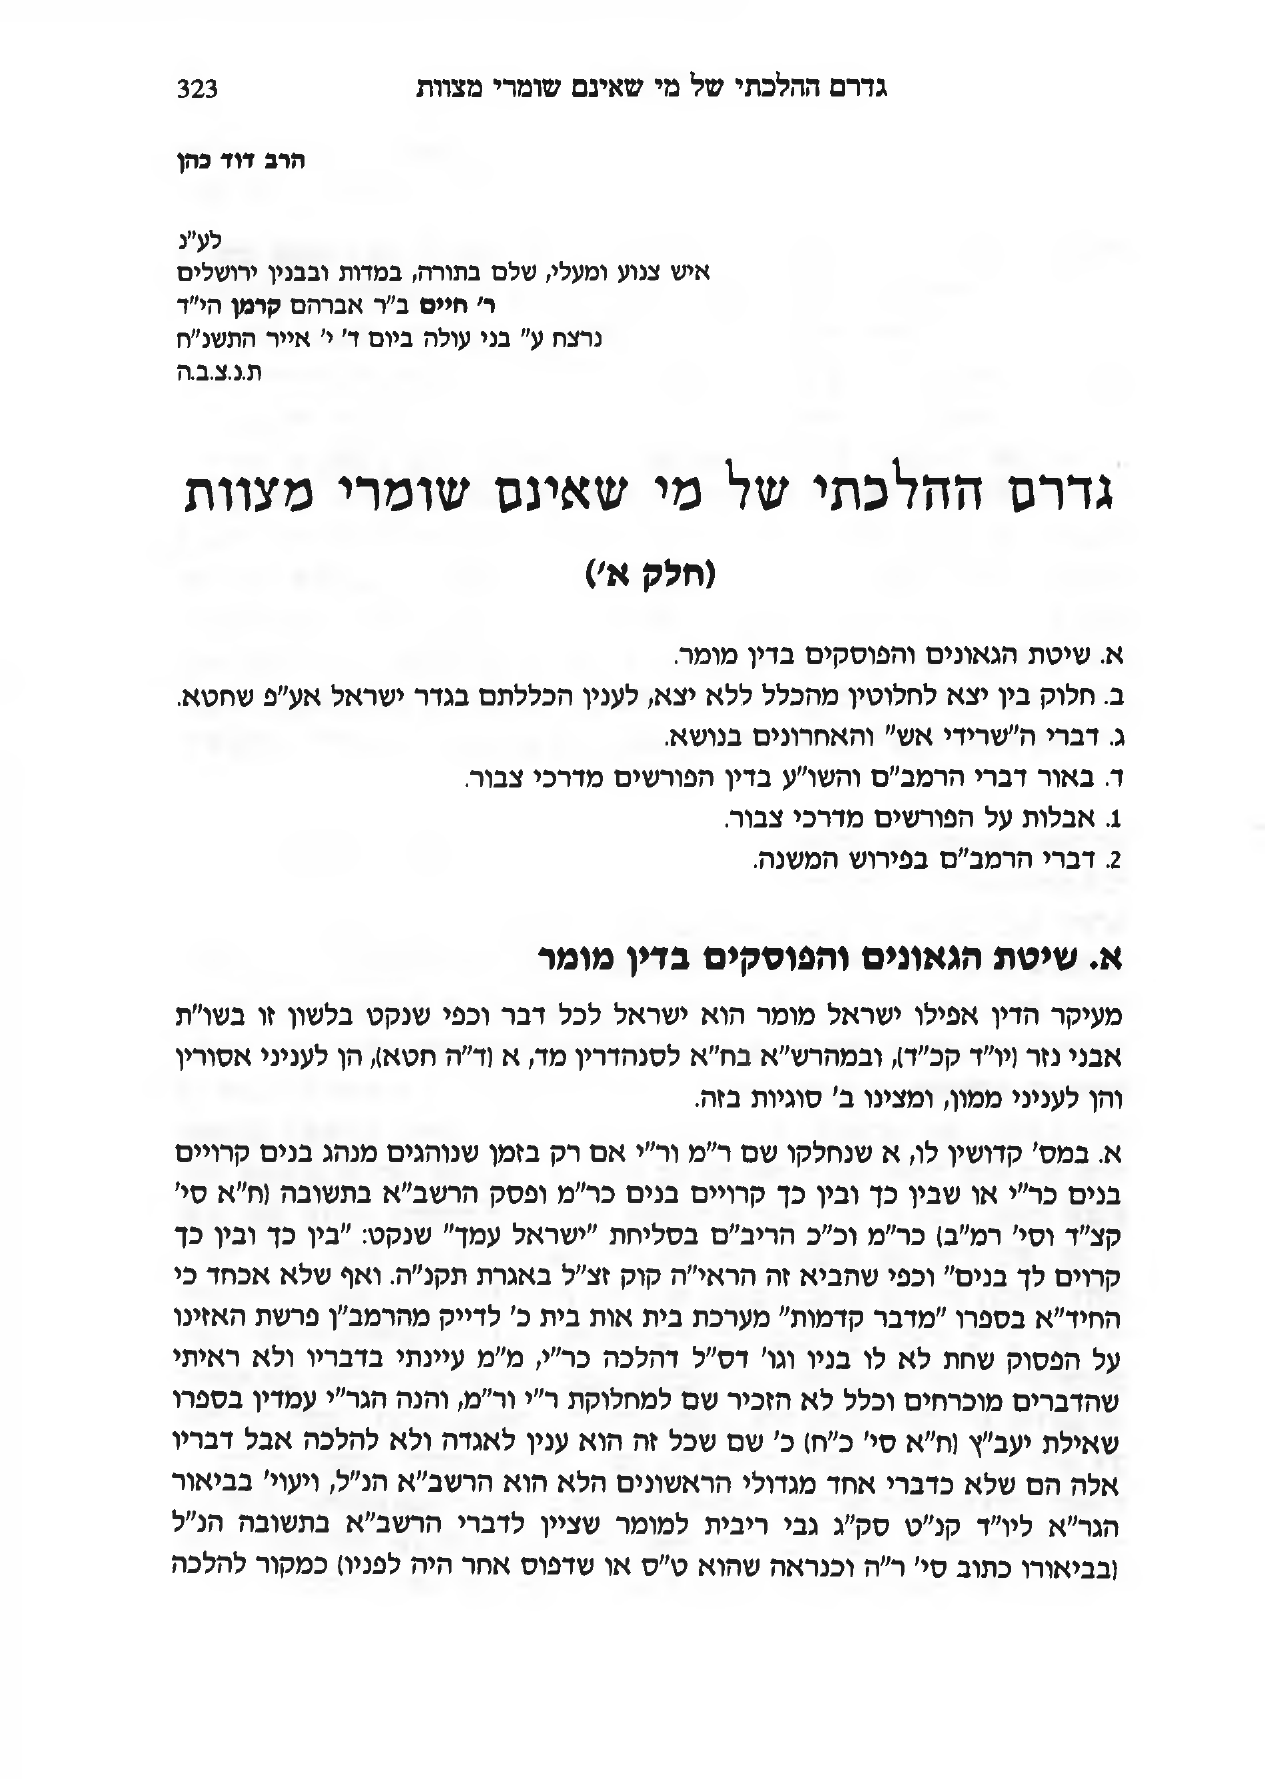 גדרם ההלכתי של מי שאינם שומרי מצוות 323
הרב דוד כהן
לע"נ
איש צנוע ומעלי, שלם בתורה, במדות ובבנין ירושלים
ר' חיים ב"ר אברהם קרמן הי"ד
נרצח ע" בני עולה ביום ד' י' אייר התשנ"ח
ת.נ.צ.ב.ה
גדרם ההלכתי של מי שאינם שומרי מצוות
(חלק א')
א. שיטת הגאונים והפוסקים בדין מומר.
ב. חלוק בין יצא לחלוטין מהכלל ללא יצא, לענין הכללתם בגדר ישראל אע"פ שחטא.
ג. דברי ה"שרידי אש" והאחרונים בנושא.
ד. באור דברי הרמב"ם והשו"ע בדין הפורשים מדרכי צבור.
1. אבלות על הפורשים מדרכי צבור.
2. דברי הרמב"ם בפירוש המשנה.
א. שיטת הגאונים והפוסקים בדין מומר
מעיקר הדין אפילו ישראל מומר הוא ישראל לכל דבר וכפי שנקט בלשון זו בשו"ת
אבני נזר (יו"ד קכ"ד), ובמהרש"א בח"א לסנהדרין מד, א (ד"ה חטא), הן לעניני אסורין
והן לעניני ממון, ומצינו ב' סוגיות בזה.
א. במס' קדושין לו, א שנחלקו שם ר"מ ור"י אם רק בזמן שנוהגים מנהג בנים קרויים
בנים כר"י או שבין כך ובין כך קרויים בנים כר"מ ופסק הרשב"א בתשובה (ח"א סי'
קצ"ד וסי' רמ"ב) כר"מ וכ"כ הריב"ם בסליחת "ישראל עמך" שנקט: "בין כך ובין כך
קרוים לך בנים" וכפי שהביא זה הראי"ה קוק זצ"ל באגרת תקנ"ה. ואף שלא אכחד כי
החיד"א בספרו "מדבר קדמות" מערכת בית אות בית כ' לדייק מהרמב"ן פרשת האזינו
על הפסוק שחת לא לו בניו וגו' דס"ל דהלכה כר"י, מ"מ עיינתי בדבריו ולא ראיתי
שהדברים מוכרחים וכלל לא הזכיר שם למחלוקת ר"י ור"מ, והנה הגר"י עמדין בספרו
שאילת יעב"ץ (ח"א סי' כ"ח) כ' שם שכל זה הוא ענין לאגדה ולא להלכה אבל דבריו
אלה הם שלא כדברי אחד מגדולי הראשונים הלא הוא הרשב"א הנ"ל, ויעוי' בביאור
הגר"א ליו"ד קנ"ט סק"ג גבי ריבית למומר שציין לדברי הרשב"א בתשובה הנ"ל
(בביאורו כתוב סי' ר"ה וכנראה שהוא ט"ס או שדפוס אחר היה לפניו) כמקור להלכה